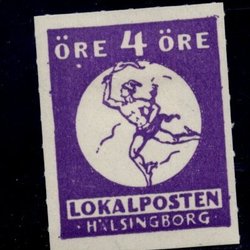 ÖRE 4 ÖRE
LOKALPOSTEN
· HÄLSINGBORG ·